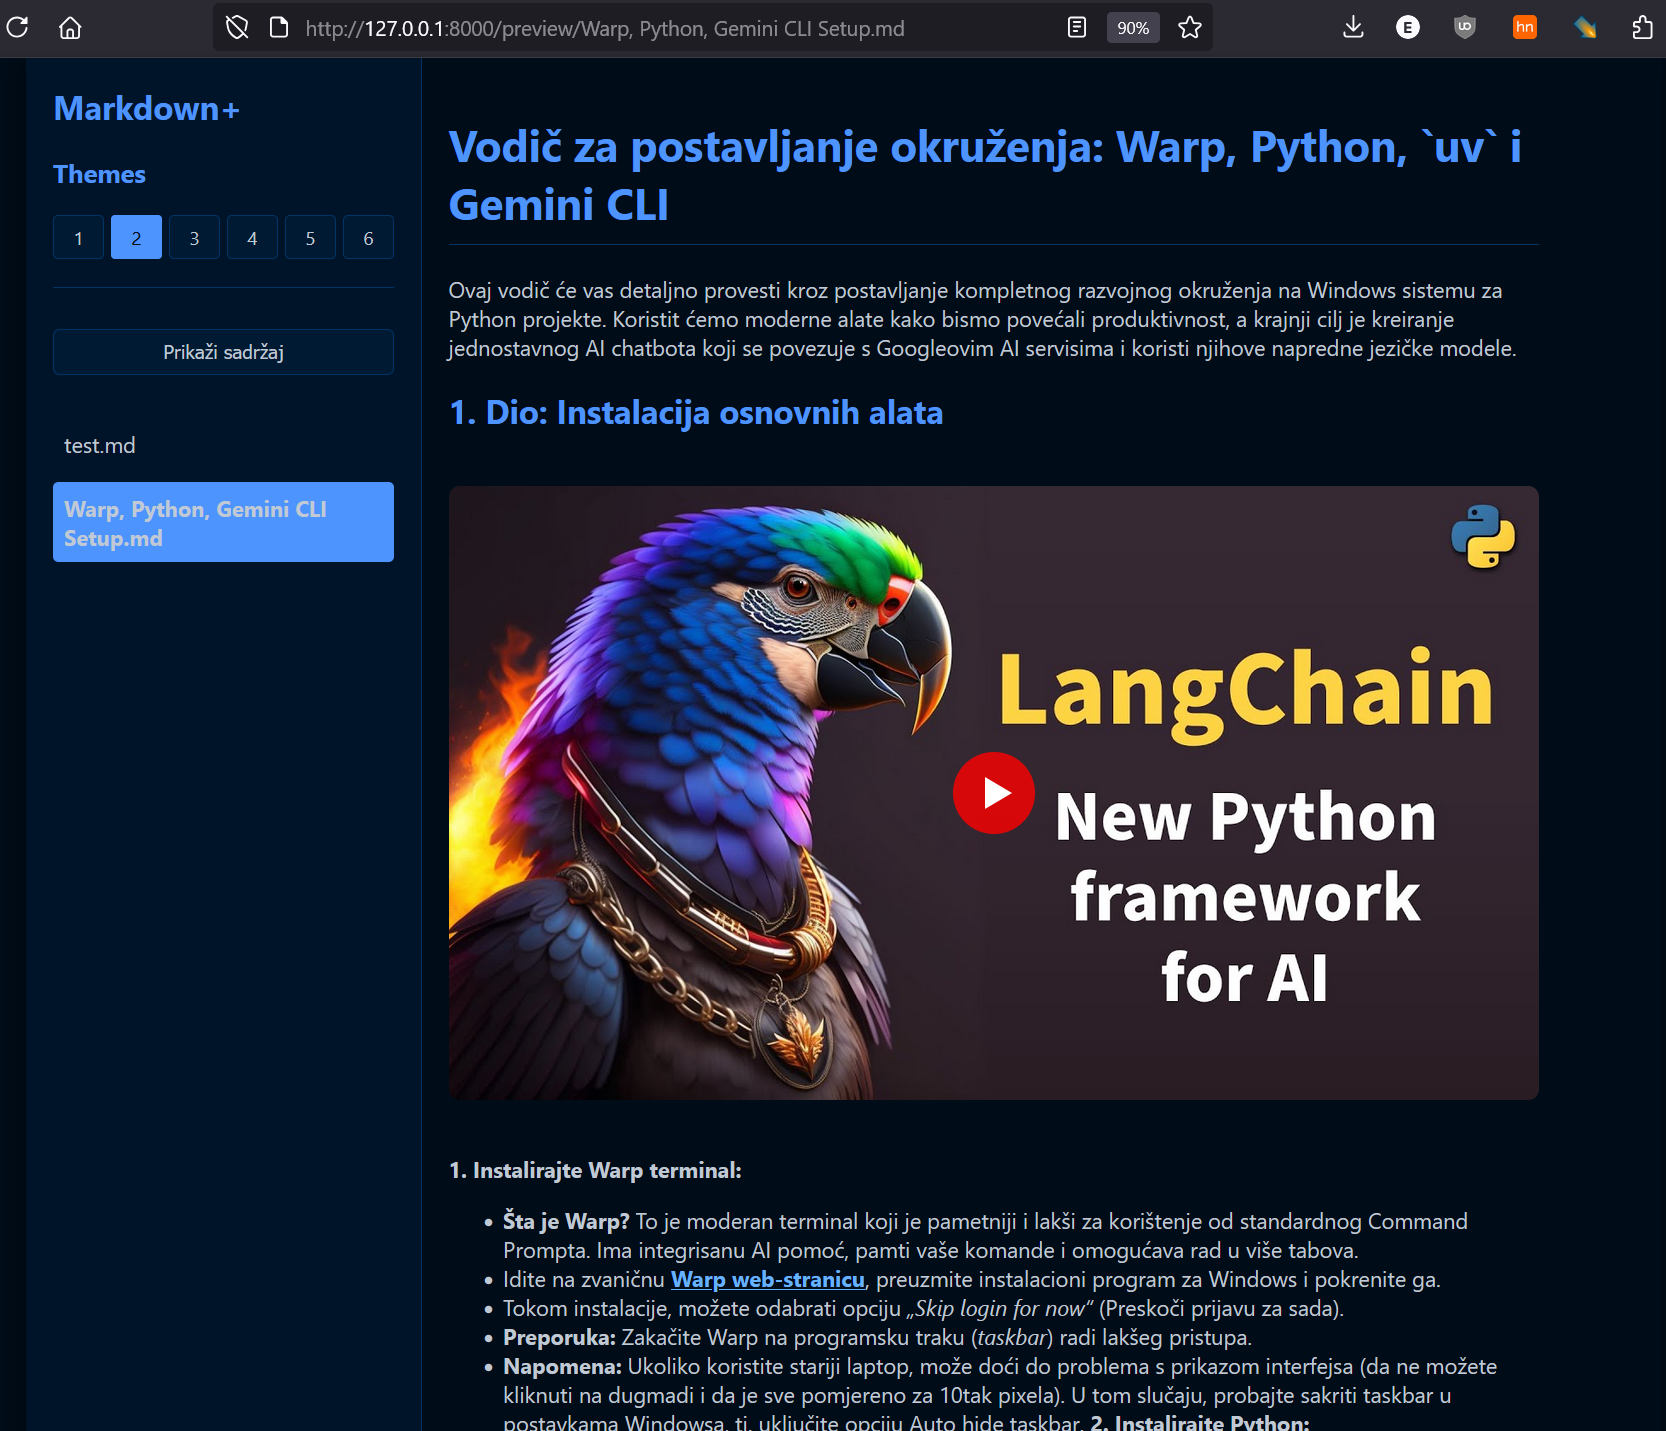 http://127.0.0.1:8000/preview/Warp, Python, Gemini CLI Setup.md
90%
E
uo
hn
Markdown+
Themes
1 2 3 4 5 6
Prikaži sadržaj
test.md
Warp, Python, Gemini CLI
Setup.md
Vodič za postavljanje okruženja: Warp, Python, `uv` i
Gemini CLI
Ovaj vodič će vas detaljno provesti kroz postavljanje kompletnog razvojnog okruženja na Windows sistemu za
Python projekte. Koristit ćemo moderne alate kako bismo povećali produktivnost, a krajnji cilj je kreiranje
jednostavnog AI chatbota koji se povezuje s Googleovim AI servisima i koristi njihove napredne jezičke modele.
1. Dio: Instalacija osnovnih alata
LangChain
New Python
framework
for AI
1. Instalirajte Warp terminal:
• Šta je Warp? To je moderan terminal koji je pametniji i lakši za korištenje od standardnog Command
Prompta. Ima integrisanu AI pomoć, pamti vaše komande i omogućava rad u više tabova.
• Idite na zvaničnu Warp web-stranicu, preuzmite instalacioni program za Windows i pokrenite ga.
• Tokom instalacije, možete odabrati opciju „Skip login for now“ (Preskoči prijavu za sada).
• Preporuka: Zakačite Warp na programsku traku (taskbar) radi lakšeg pristupa.
• Napomena: Ukoliko koristite stariji laptop, može doći do problema s prikazom interfejsa (da ne možete
kliknuti na dugmadi i da je sve pomjereno za 10tak pixela). U tom slučaju, probajte sakriti taskbar u
postavkama Windowsa, tj. uključite opciju Auto hide taskbar. 2. Instalirajte Python: